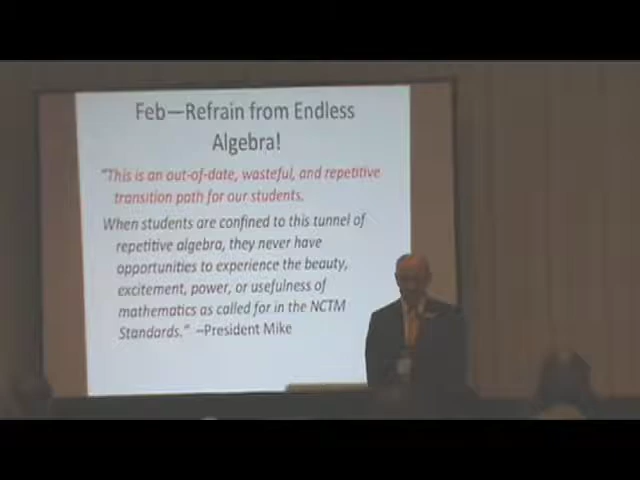 Feb—Refrain from Endless
Algebra!
"This is an out-of-date, wasteful, and repetitive
transition path for our students.
When students are confined to this tunnel of
repetitive algebra, they never have
opportunities to experience the beauty,
excitement, power, or usefulness of
mathematics as called for in the NCTM
Standards." –President Mike